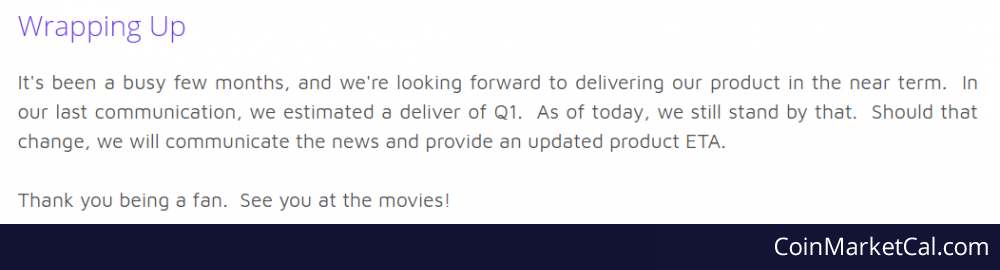 Wrapping Up
It's been a busy few months, and we're looking forward to delivering our product in the near term.  In
our last communication, we estimated a deliver of Q1.  As of today, we still stand by that.  Should that
change, we will communicate the news and provide an updated product ETA.
Thank you being a fan.  See you at the movies!
CoinMarketCal.com